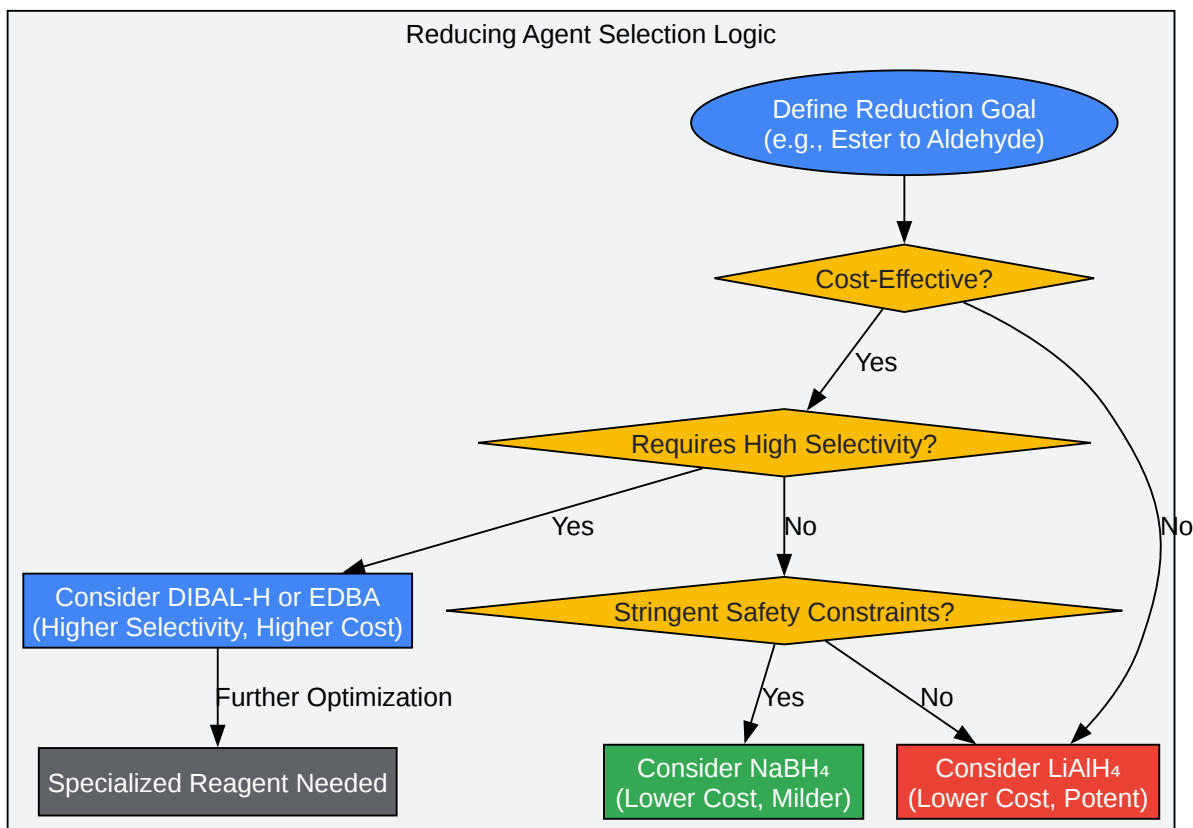 Reducing Agent Selection Logic
Define Reduction Goal
(e.g., Ester to Aldehyde)
Cost-Effective?
Yes
Requires High Selectivity?
Yes
No
No
Consider DIBAL-H or EDBA
(Higher Selectivity, Higher Cost)
Stringent Safety Constraints?
Further Optimization
Yes
No
Specialized Reagent Needed
Consider NaBH₄
(Lower Cost, Milder)
Consider LiAlH₄
(Lower Cost, Potent)